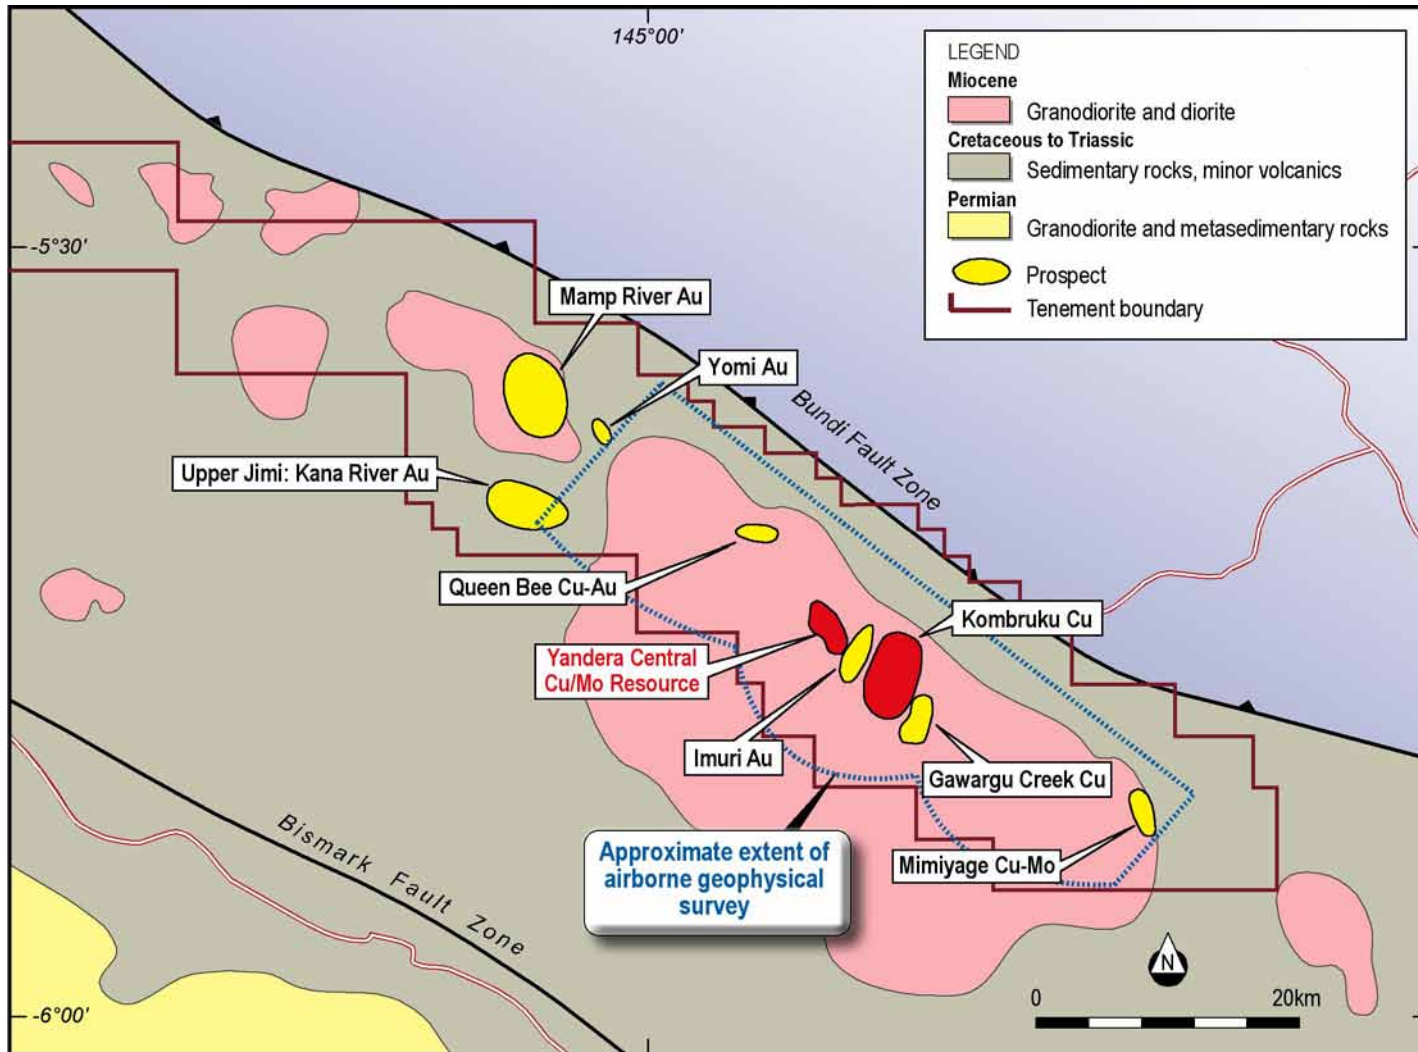 145°00'
LEGEND
Miocene
Granodiorite and diorite
Cretaceous to Triassic
Sedimentary rocks, minor volcanics
Permian
Granodiorite and metasedimentary rocks
Prospect
Tenement boundary
-5°30'
Mamp River Au
Yomi Au
Bundi Fault Zone
Upper Jimi: Kana River Au
Queen Bee Cu-Au
Kombruku Cu
Yandera Central
Cu/Mo Resource
Imuri Au
Gawargu Creek Cu
Bismark Fault Zone
Approximate extent of
airborne geophysical
survey
Mimiyage Cu-Mo
N
0 20km
-6°00'